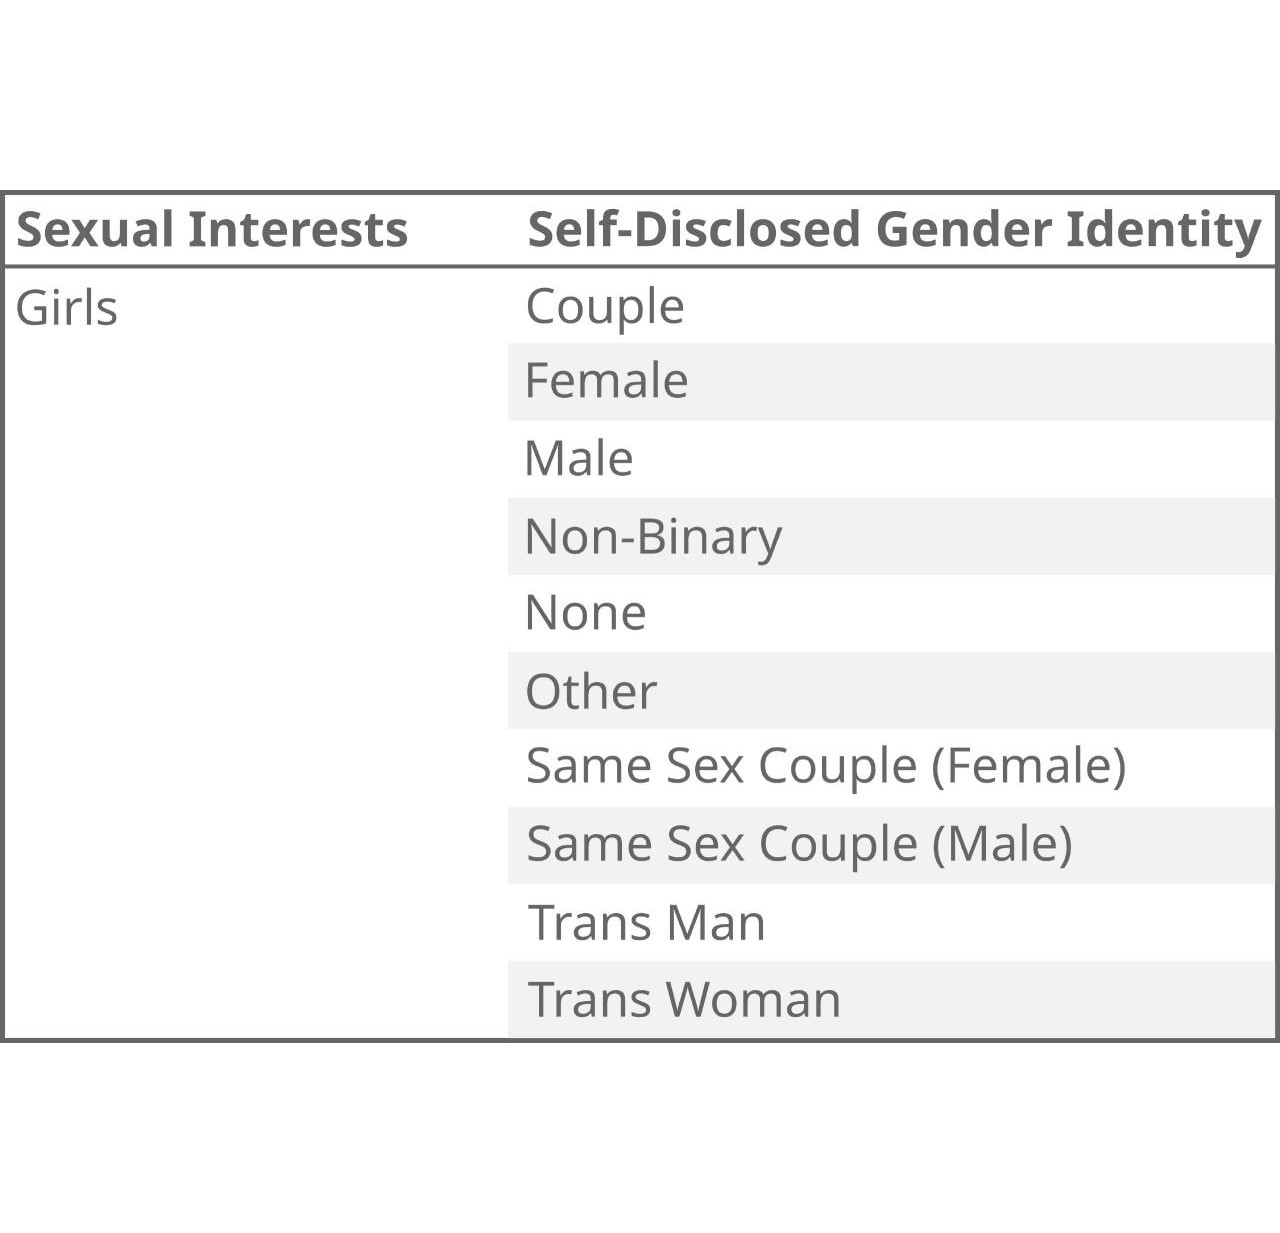 Sexual Interests Self-Disclosed Gender Identity
Girls Couple
Female
Male
Non-Binary
None
Other
Same Sex Couple (Female)
Same Sex Couple (Male)
Trans Man
Trans Woman